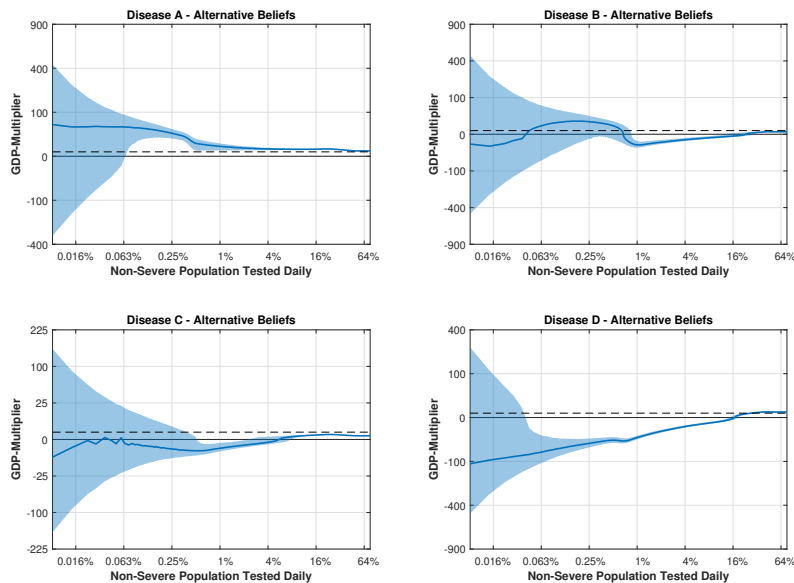 Disease A - Alternative Beliefs
900
400
100
0
-100
-400
GDP-Multiplier
0.016% 0.063% 0.25% 1% 4% 16% 64%
Non-Severe Population Tested Daily
Disease B - Alternative Beliefs
900
400
100
0
-100
-400
-900
GDP-Multiplier
0.016% 0.063% 0.25% 1% 4% 16% 64%
Non-Severe Population Tested Daily
Disease C - Alternative Beliefs
225
100
25
0
-25
-100
-225
GDP-Multiplier
0.016% 0.063% 0.25% 1% 4% 16% 64%
Non-Severe Population Tested Daily
Disease D - Alternative Beliefs
400
100
0
-100
-400
-900
GDP-Multiplier
0.016% 0.063% 0.25% 1% 4% 16% 64%
Non-Severe Population Tested Daily